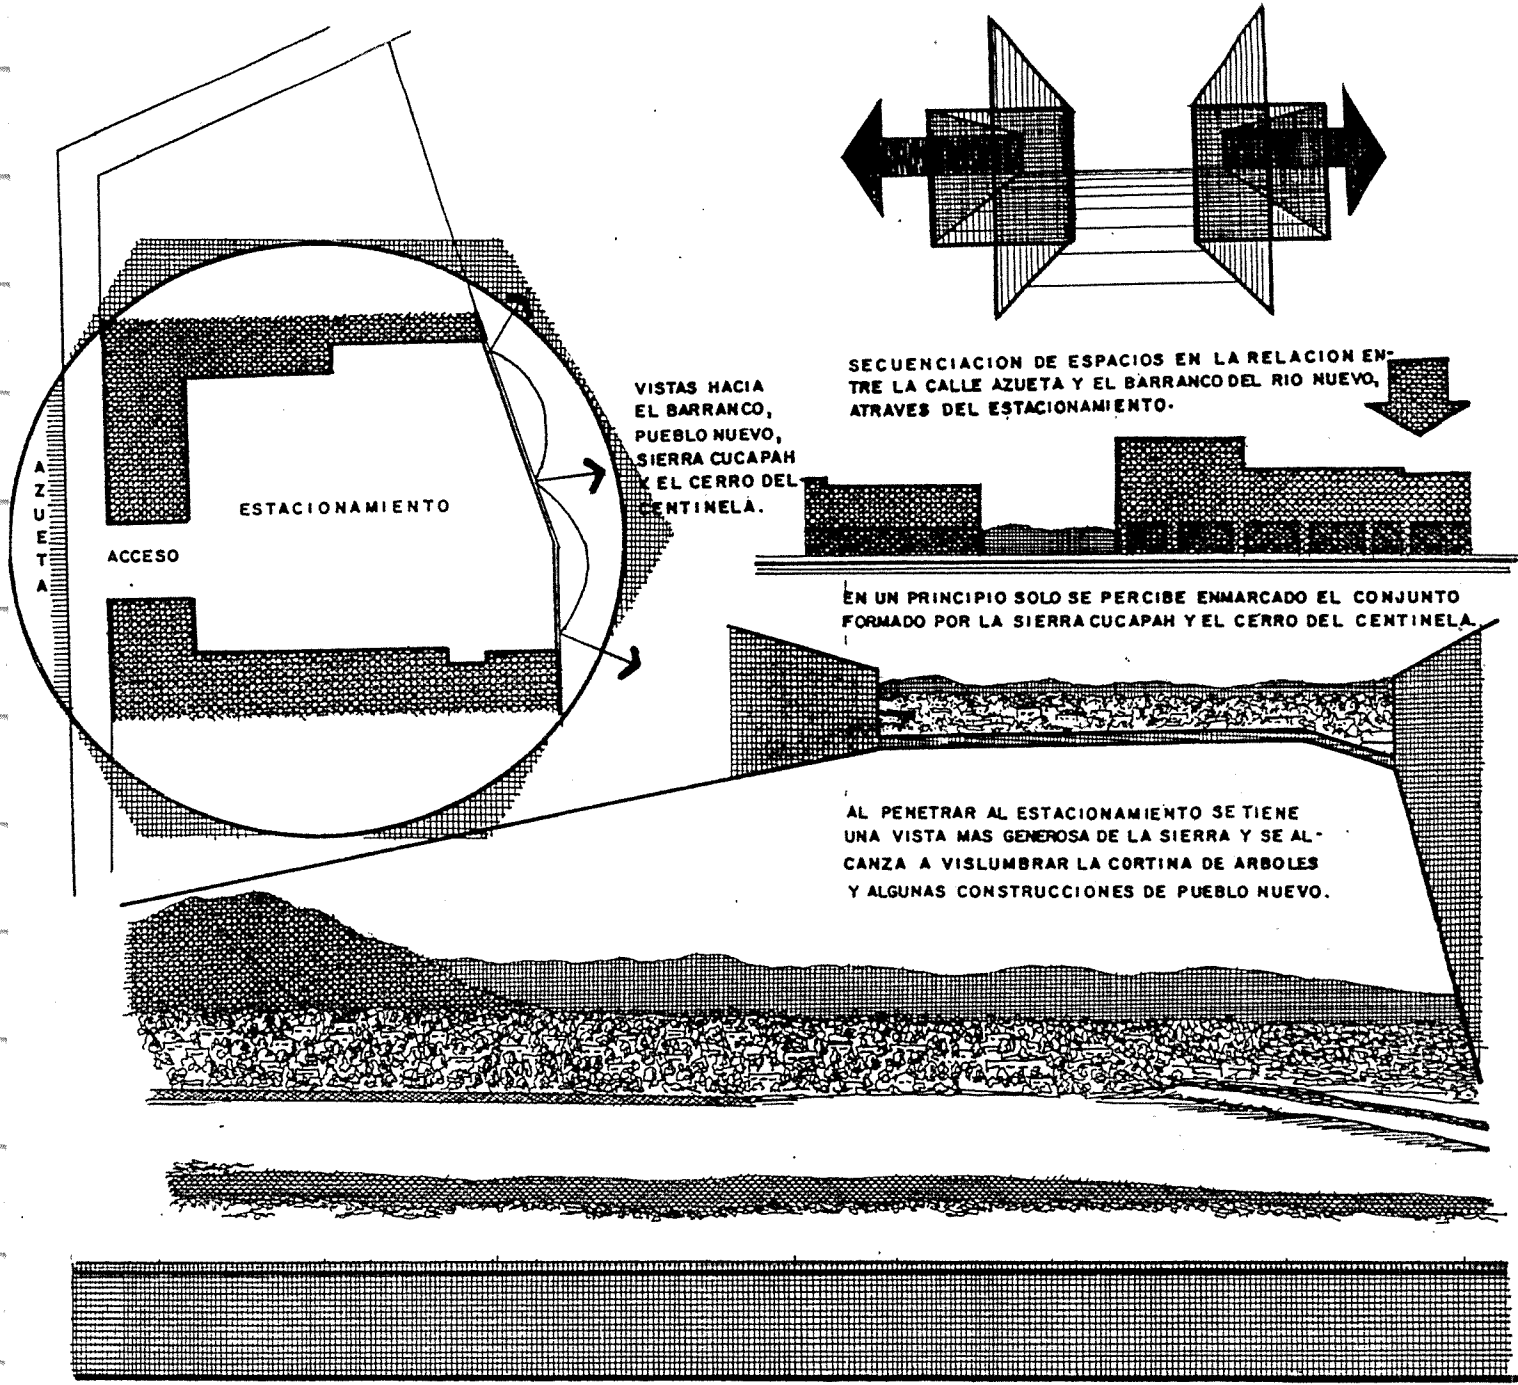 AZUETA
ESTACIONAMIENTO
ACCESO
VISTAS HACIA
EL BARRANCO,
PUEBLO NUEVO,
SIERRA CUCAPAH
Y EL CERRO DEL
CENTINELA.
SECUENCIACION DE ESPACIOS EN LA RELACION EN-
TRE LA CALLE AZUETA Y EL BARRANCO DEL RIO NUEVO,
ATRAVES DEL ESTACIONAMIENTO.
EN UN PRINCIPIO SOLO SE PERCIBE ENMARCADO EL CONJUNTO
FORMADO POR LA SIERRA CUCAPAH Y EL CERRO DEL CENTINELA.
AL PENETRAR AL ESTACIONAMIENTO SE TIENE
UNA VISTA MAS GENEROSA DE LA SIERRA Y SE AL-
CANZA A VISLUMBRAR LA CORTINA DE ARBOLES
Y ALGUNAS CONSTRUCCIONES DE PUEBLO NUEVO.